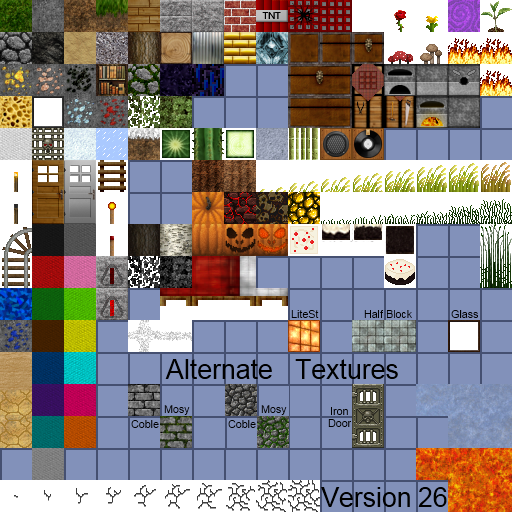 TNT
LiteSt Half Block Glass
Alternate Textures
Mosy Mosy Iron
Coble Coble Door
Version 26